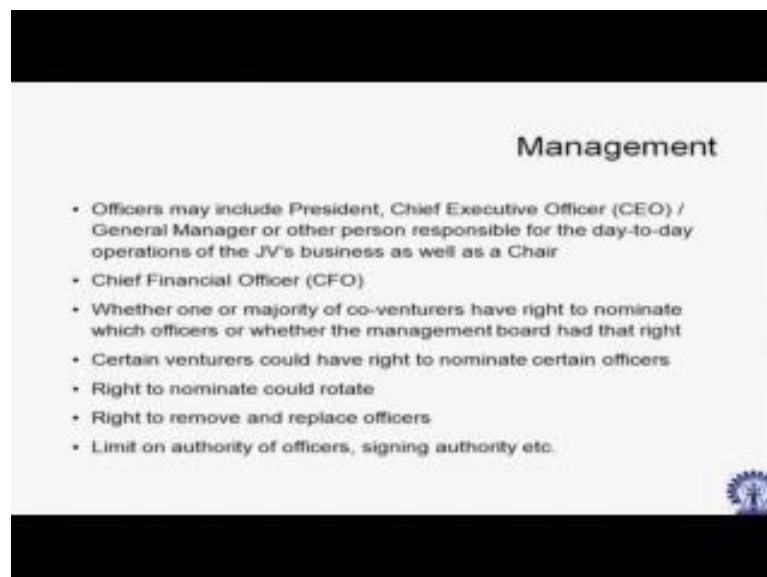 Management
• Officers may include President, Chief Executive Officer (CEO) /
General Manager or other person responsible for the day-to-day
operations of the JV's business as well as a Chair
• Chief Financial Officer (CFO)
• Whether one or majority of co-venturers have right to nominate
which officers or whether the management board had that right
• Certain venturers could have right to nominate certain officers
• Right to nominate could rotate
• Right to remove and replace officers
• Limit on authority of officers, signing authority etc.